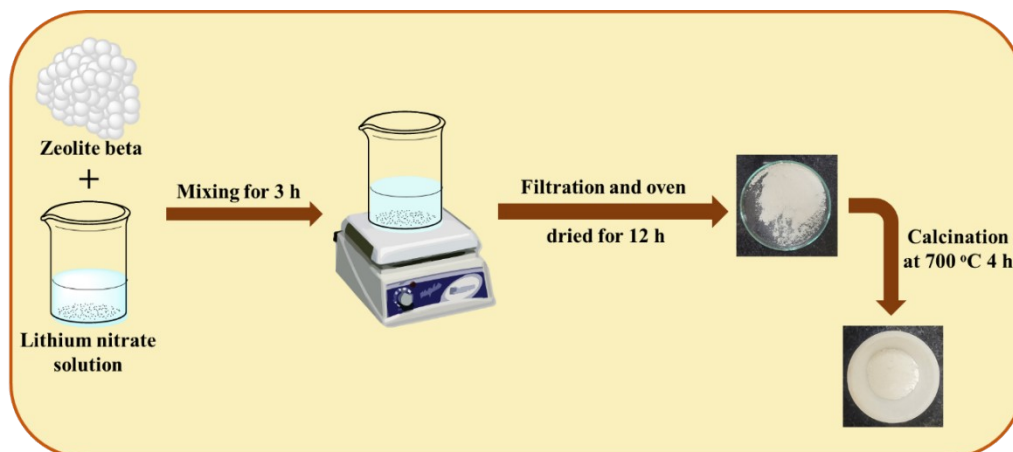 Zeolite beta
+
Lithium nitrate
solution
Mixing for 3 h
Filtration and oven
dried for 12 h
Calcination
at 700 °C 4 h